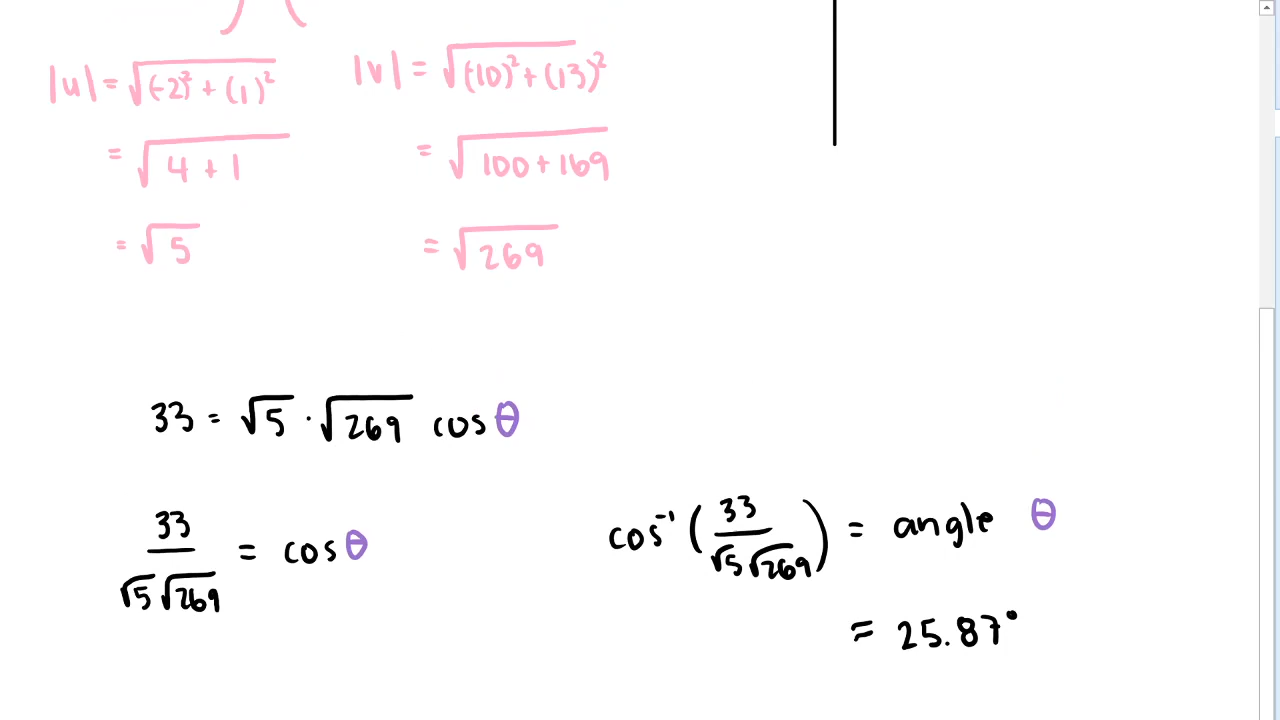 |u| = √(-2)² + (1)²
= √4 + 1
= √5
|v| = √(-10)² + (13)²
= √100 + 169
= √269
33 = √5 · √269 cos θ
33/√5√269 = cos θ
cos⁻¹(33/√5√269) = angle θ
= 25.87°